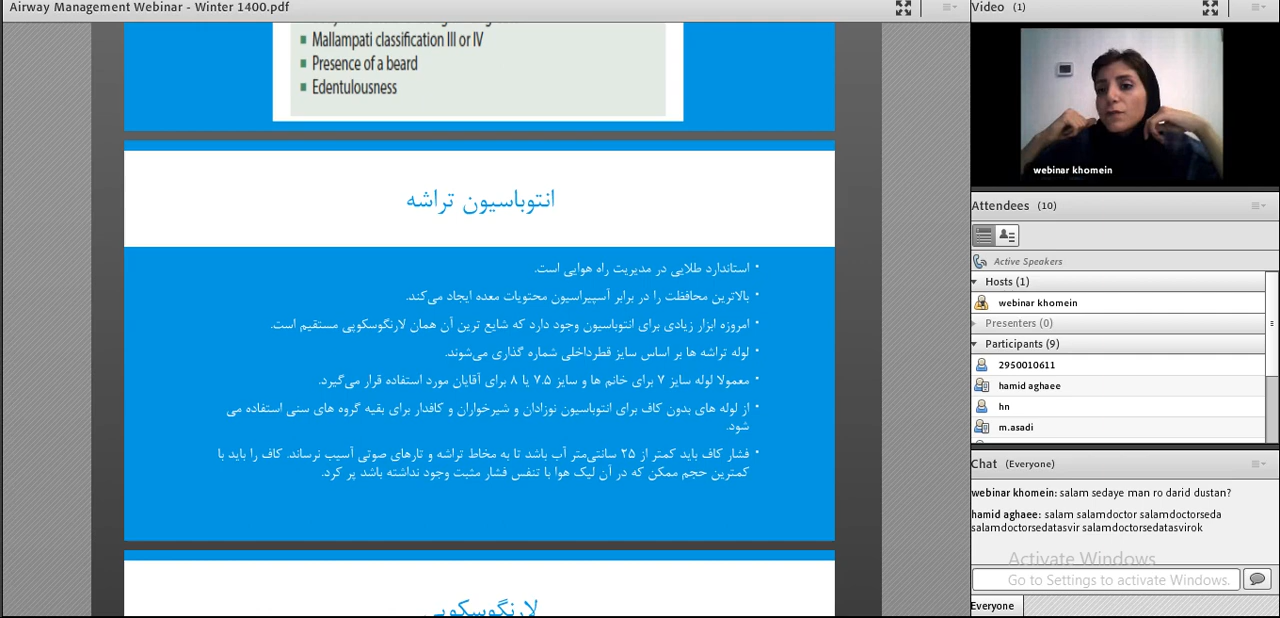 Airway Management Webinar - Winter 1400.pdf
Mallampati classification III or IV
Presence of a beard
Edentulousness
انتوباسیون تراشه
• استاندارد طلایی در مدیریت راه هوایی است.
• بالاترین محافظت را در برابر آسپیراسیون محتویات معده ایجاد می‌کند.
• امروزه ابزار زیادی برای انتوباسیون وجود دارد که شایع ترین آن همان لارنگوسکوپی مستقیم است.
• لوله تراشه ها بر اساس سایز قطرداخلی شماره گذاری می‌شوند.
• معمولا لوله سایز ۷ برای خانم ها و سایز ۷.۵ یا ۸ برای آقایان مورد استفاده قرار می‌گیرد.
• از لوله های بدون کاف برای انتوباسیون نوزادان و شیرخواران و کافدار برای بقیه گروه های سنی استفاده می
شود.
• فشار کاف باید کمتر از ۲۵ سانتی‌متر آب باشد تا به مخاط تراشه و تارهای صوتی آسیب نرساند. کاف را باید با
کمترین حجم ممکن که در آن لیک هوا با تنفس فشار مثبت وجود نداشته باشد پر کرد.
لارنگوسکوپی
Video (1)
webinar khomein
Attendees (10)
Active Speakers
Hosts (1)
webinar khomein
Presenters (0)
Participants (9)
2950010611
hamid aghaee
hn
m.asadi
Chat (Everyone)
webinar khomein: salam sedaye man ro darid dustan?
hamid aghaee: salam salamdoctor salamdoctorseda
salamdoctorsedatasvir salamdoctorsedatasvirok
Activate Windows
Go to Settings to activate Windows.
Everyone